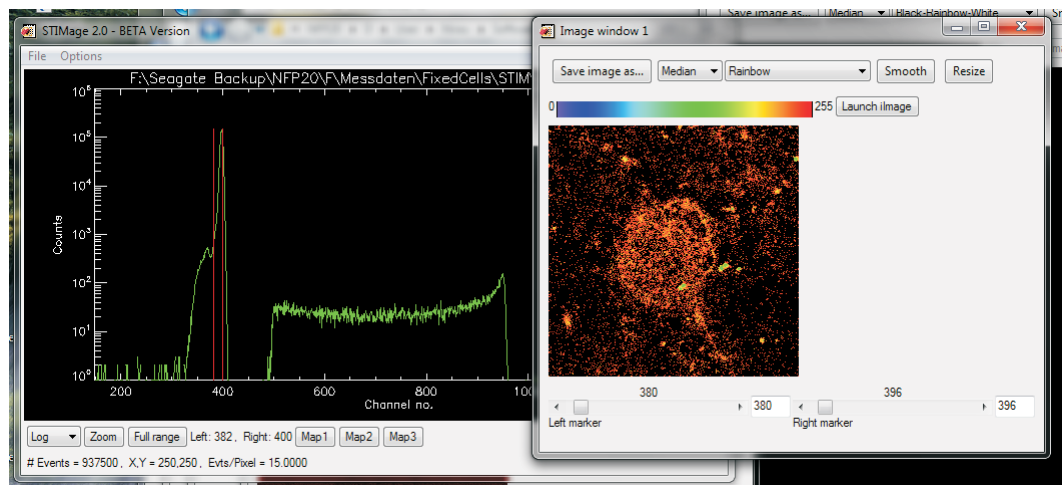 STIMage 2.0 - BETA Version
File Options
F:\Seagate Backup\NFP20\F\Messdaten\FixedCells\STIM
10⁶
10⁵
10⁴
10³
10²
10¹
10⁰
Counts
200 400 600 800
Channel no.
Log Zoom Full range Left: 382, Right: 400 Map1 Map2 Map3
# Events = 937500, X,Y = 250,250, Evts/Pixel = 15.0000
Save image as... Median Black-Rainbow-White
Image window 1
Save image as... Median Rainbow Smooth Resize
0 255 Launch iImage
380 396
380 396
Left marker Right marker